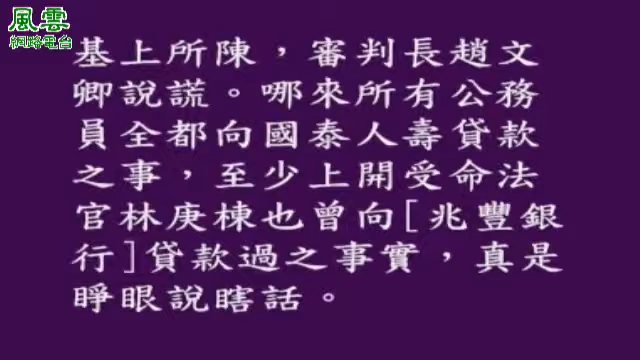 風雲
網路電台
基上所陳，審判長趙文
卿說謊。哪來所有公務
員全都向國泰人壽貸款
之事，至少上開受命法
官林庚棟也曾向[兆豐銀
行]貸款過之事實，真是
睜眼說瞎話。